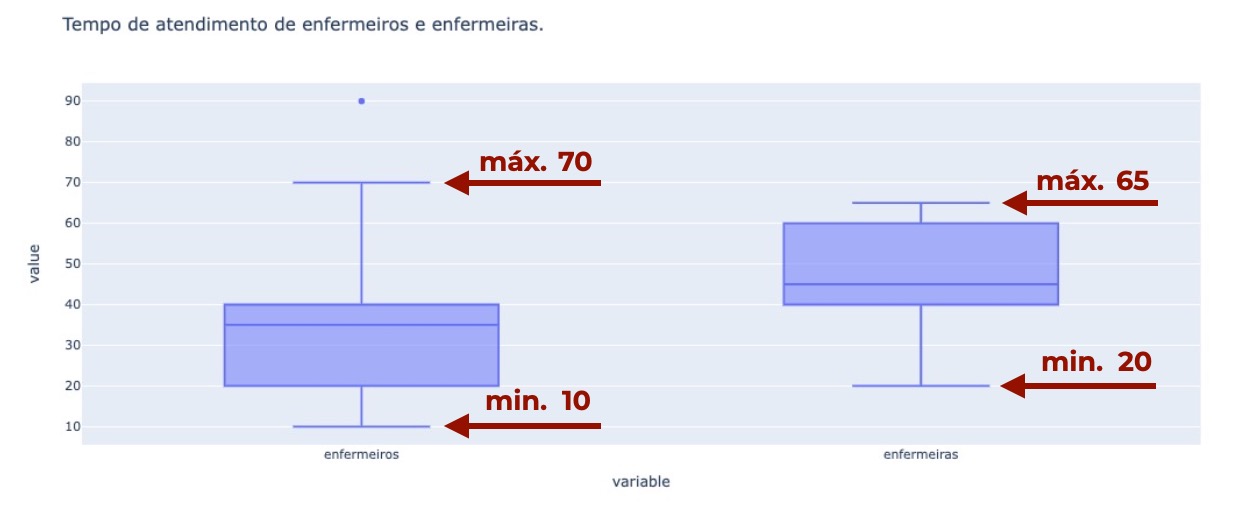 Tempo de atendimento de enfermeiros e enfermeiras.
90
80
70
60
50
40
30
20
10
value
máx. 70
min. 10
máx. 65
min. 20
enfermeiros
enfermeiras
variable